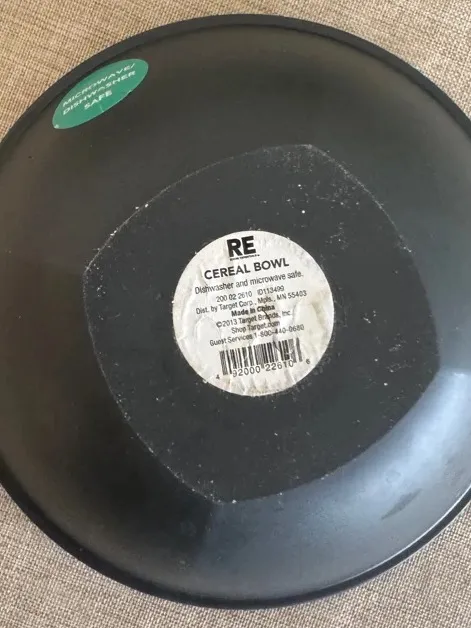 MICROWAVE/
DISHWASHER
SAFE
RE
CEREAL BOWL
Dishwasher and microwave safe.
200 02 2610 ID113499
Dist. by Target Corp., Mpls., MN 55403
Made in China
©2013 Target Brands, Inc.
Shop Target.com
Guest Services 1-800-440-0680
4 92000 22610 6